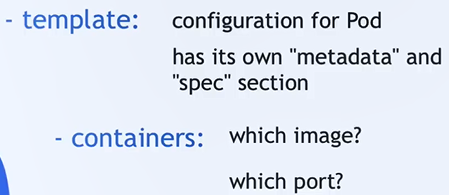 - template: configuration for Pod
has its own "metadata" and
"spec" section
- containers: which image?
which port?